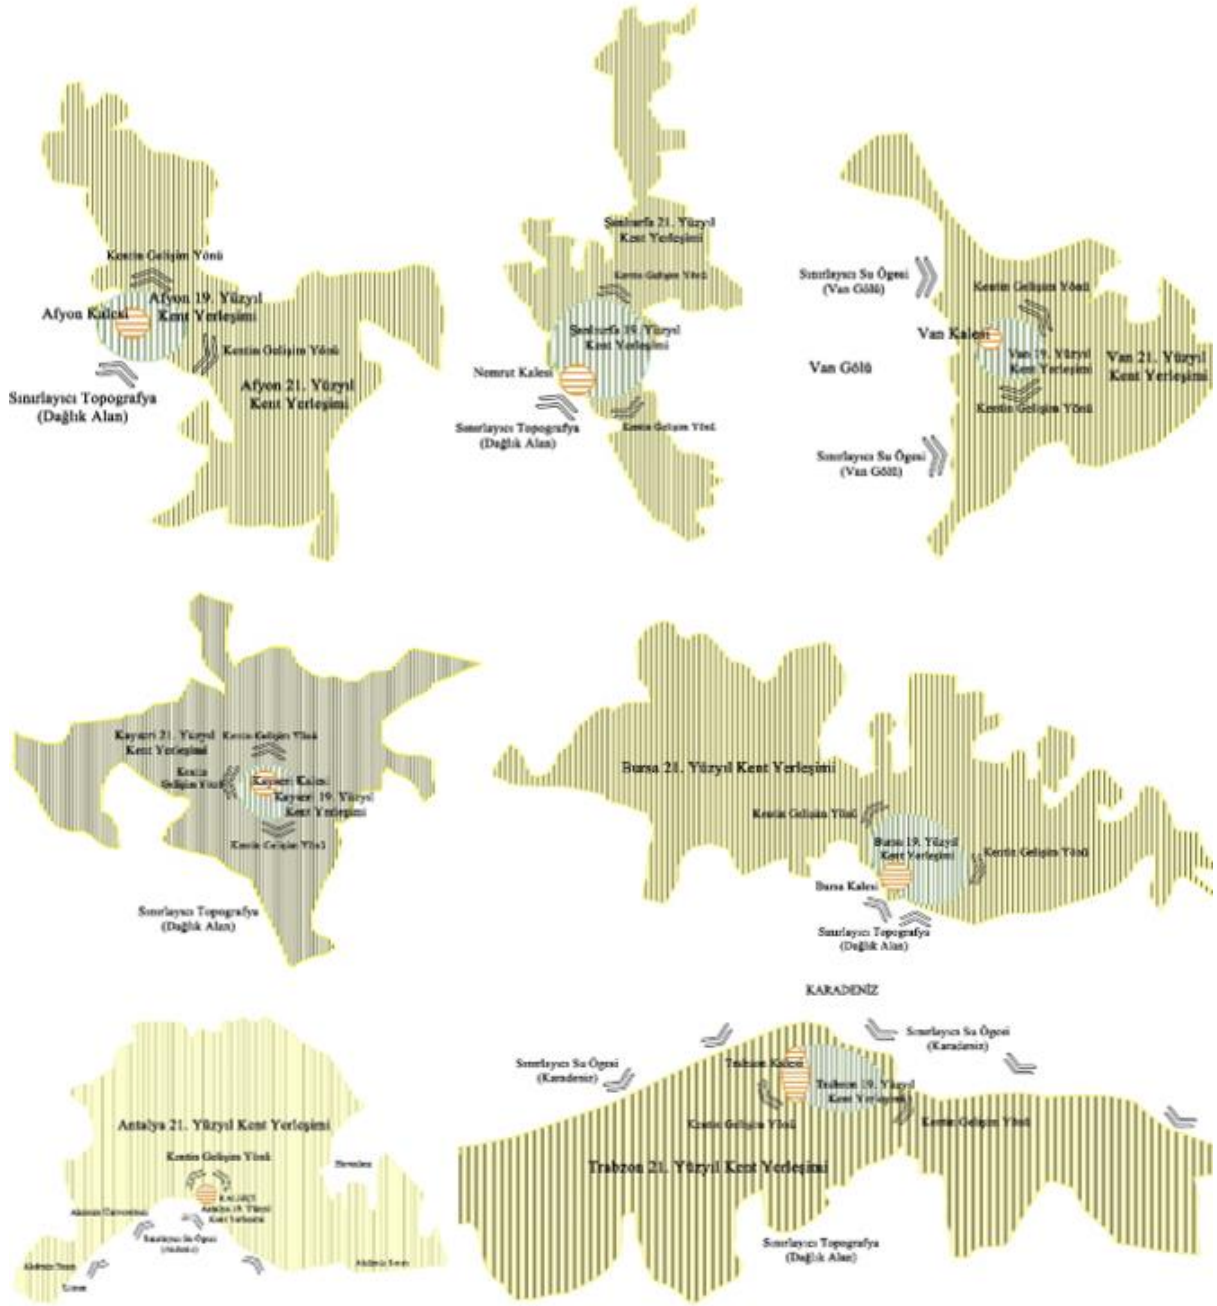 Kentin Gelişim Yönü
Afyon 19. Yüzyıl
Kent Yerleşimi
Afyon Kalesi
Kentin Gelişim Yönü
Sınırlayıcı Topografya
(Dağlık Alan)
Afyon 21. Yüzyıl
Kent Yerleşimi
Şanlıurfa 21. Yüzyıl
Kent Yerleşimi
Kentin Gelişim Yönü
Şanlıurfa 19. Yüzyıl
Kent Yerleşimi
Nemrut Kalesi
Sınırlayıcı Topografya
(Dağlık Alan)
Kentin Gelişim Yönü
Sınırlayıcı Su Ögesi
(Van Gölü)
Kentin Gelişim Yönü
Van Kalesi
Van Gölü
Van 19. Yüzyıl
Kent Yerleşimi
Van 21. Yüzyıl
Kent Yerleşimi
Kentin Gelişim Yönü
Sınırlayıcı Su Ögesi
(Van Gölü)
Kayseri 21. Yüzyıl
Kent Yerleşimi
Kentin Gelişim Yönü
Kentin
Gelişim Yönü
Kayseri Kalesi
Kayseri 19. Yüzyıl
Kent Yerleşimi
Kentin Gelişim Yönü
Sınırlayıcı Topografya
(Dağlık Alan)
Bursa 21. Yüzyıl Kent Yerleşimi
Kentin Gelişim Yönü
Bursa 19. Yüzyıl
Kent Yerleşimi
Kentin Gelişim Yönü
Bursa Kalesi
Sınırlayıcı Topografya
(Dağlık Alan)
Antalya 21. Yüzyıl Kent Yerleşimi
Kentin Gelişim Yönü
KALEİÇİ
Antalya 19. Yüzyıl
Kent Yerleşimi
Akdeniz Üniversitesi
Sınırlayıcı Su Ögesi
(Akdeniz)
Liman
KARADENİZ
Sınırlayıcı Su Ögesi
(Karadeniz)
Sınırlayıcı Su Ögesi
(Karadeniz)
Trabzon Kalesi
Trabzon 19. Yüzyıl
Kent Yerleşimi
Kentin Gelişim Yönü
Kentin Gelişim Yönü
Trabzon 21. Yüzyıl Kent Yerleşimi
Sınırlayıcı Topografya
(Dağlık Alan)